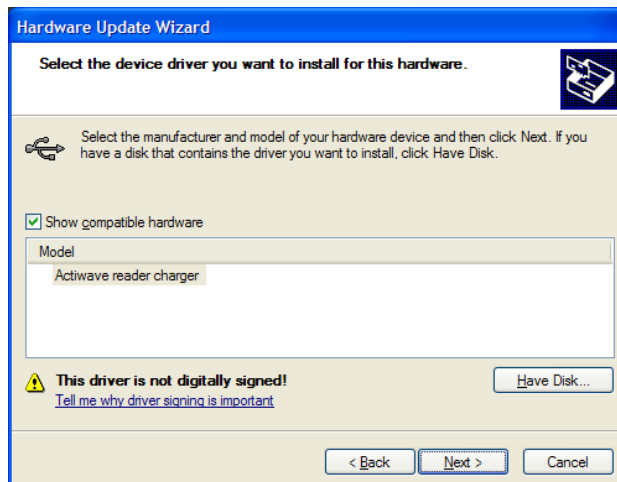 Hardware Update Wizard
Select the device driver you want to install for this hardware.
Select the manufacturer and model of your hardware device and then click Next. If you
have a disk that contains the driver you want to install, click Have Disk.
Show compatible hardware
Model
Actiwave reader charger
This driver is not digitally signed!
Have Disk...
Tell me why driver signing is important
< Back
Next >
Cancel